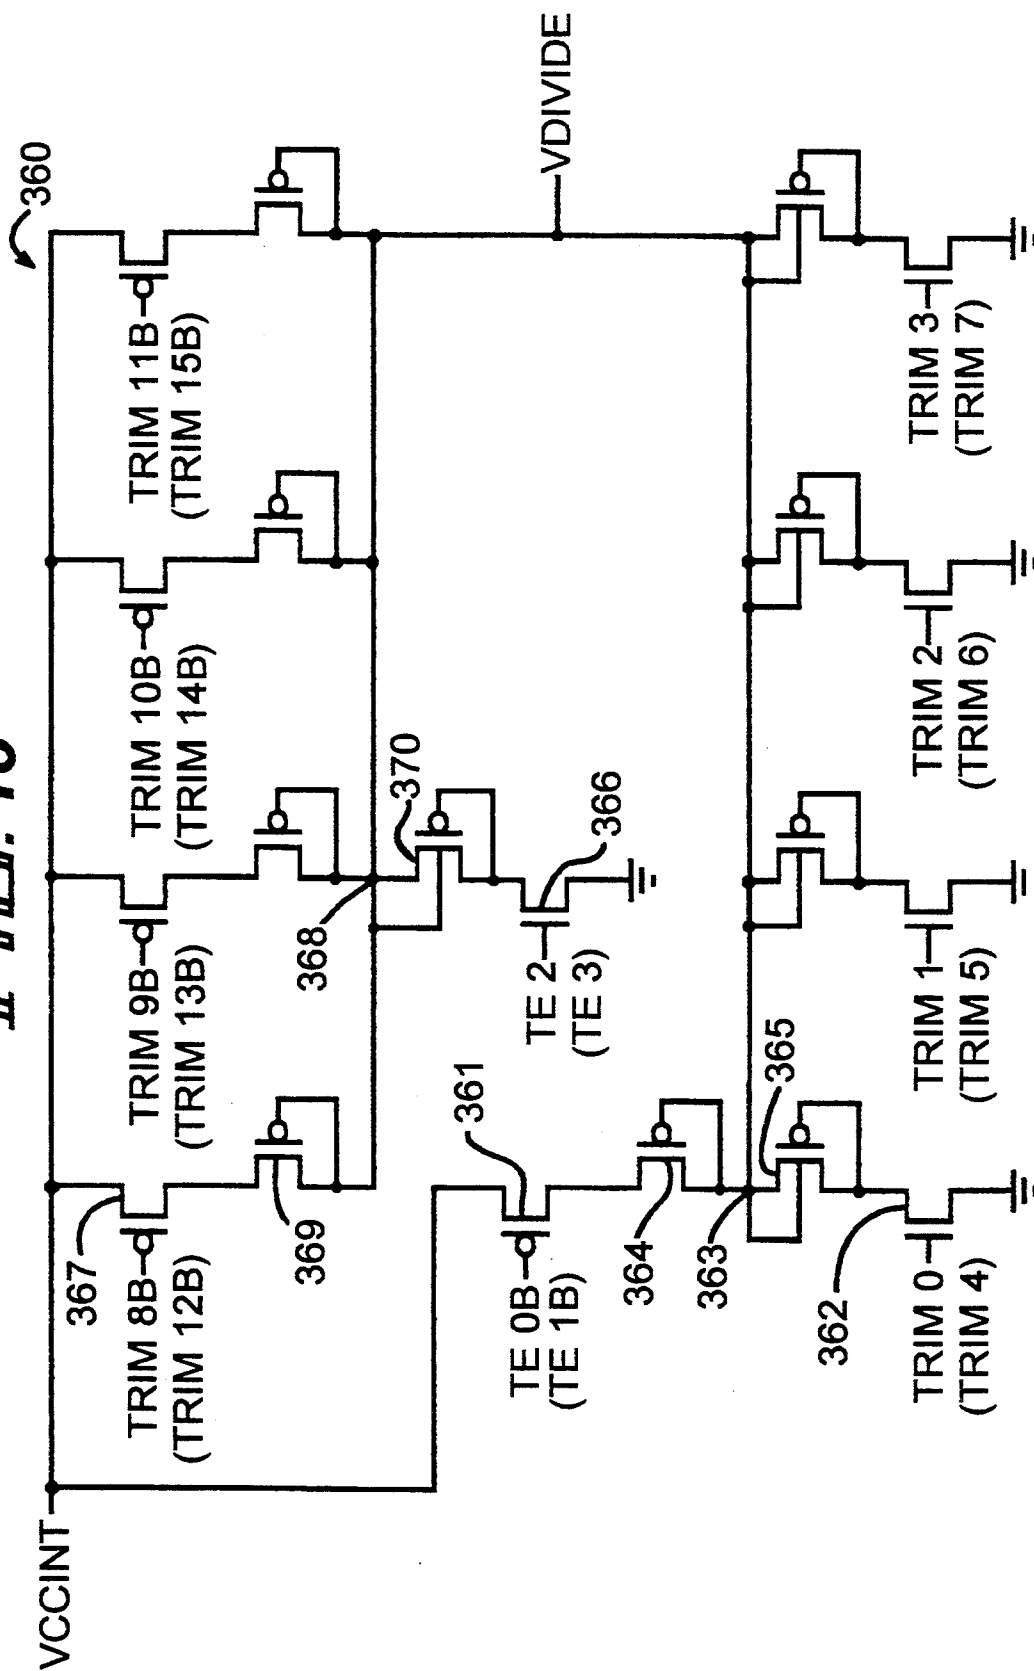 360
VCCINT
367
TRIM 8B
(TRIM 12B)
TRIM 9B
(TRIM 13B)
TRIM 10B
(TRIM 14B)
TRIM 11B
(TRIM 15B)
369
368
370
TE 2
(TE 3)
366
VDIVIDE
TE 0B
(TE 1B)
361
364
363
365
362
TRIM 0
(TRIM 4)
TRIM 1
(TRIM 5)
TRIM 2
(TRIM 6)
TRIM 3
(TRIM 7)